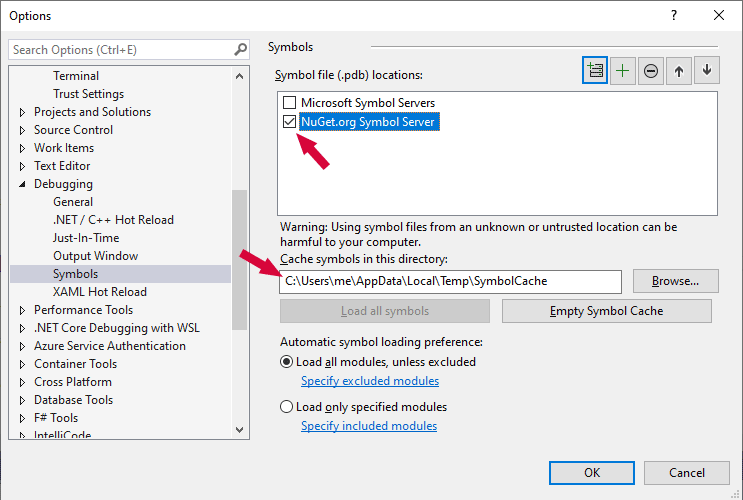 Options
Search Options (Ctrl+E)
Terminal
Trust Settings
Projects and Solutions
Source Control
Work Items
Text Editor
Debugging
General
.NET / C++ Hot Reload
Just-In-Time
Output Window
Symbols
XAML Hot Reload
Performance Tools
.NET Core Debugging with WSL
Azure Service Authentication
Container Tools
Cross Platform
Database Tools
F# Tools
IntelliCode
Symbols
Symbol file (.pdb) locations:
Microsoft Symbol Servers
NuGet.org Symbol Server
Warning: Using symbol files from an unknown or untrusted location can be
harmful to your computer.
Cache symbols in this directory:
C:\Users\me\AppData\Local\Temp\SymbolCache
Browse...
Load all symbols
Empty Symbol Cache
Automatic symbol loading preference:
Load all modules, unless excluded
Specify excluded modules
Load only specified modules
Specify included modules
OK
Cancel